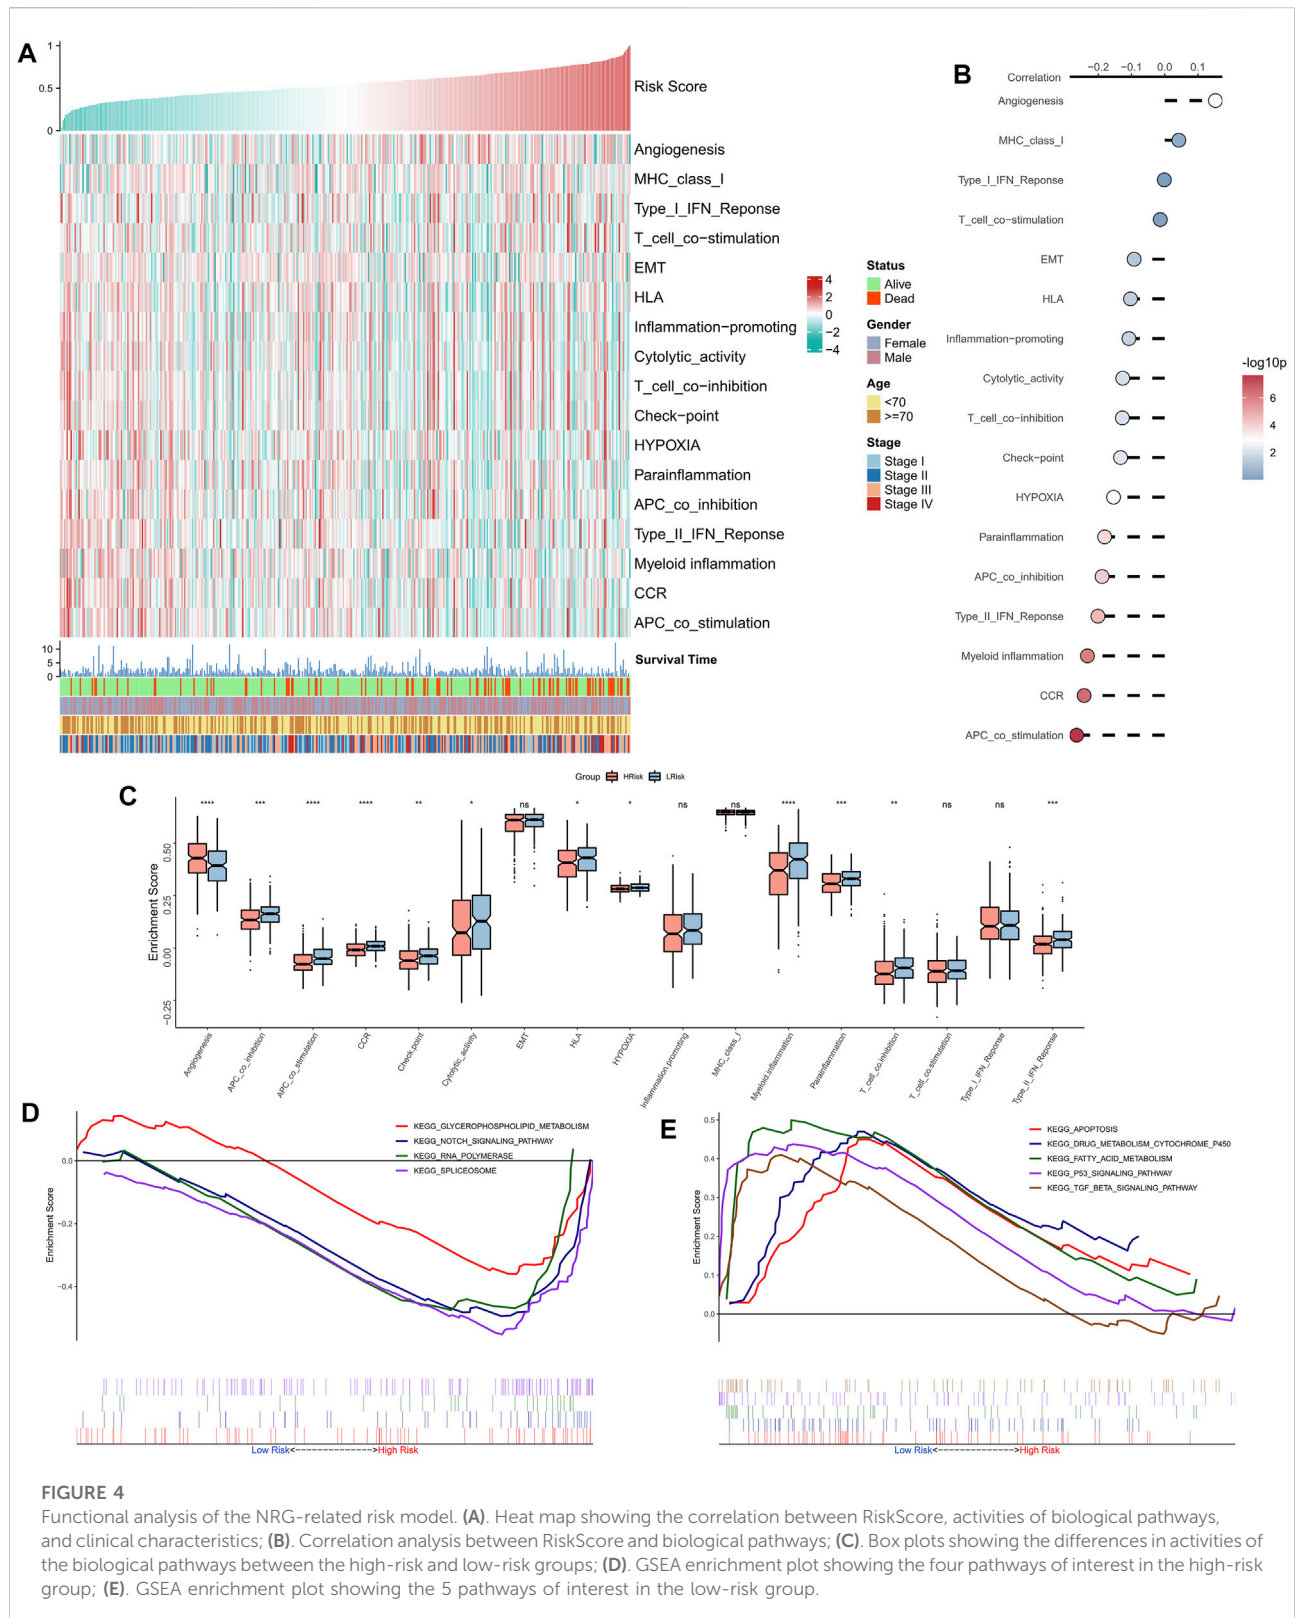 A
1
0.5
0
Risk Score
Angiogenesis
MHC_class_I
Type_I_IFN_Reponse
T_cell_co−stimulation
EMT
HLA
Inflammation−promoting
Cytolytic_activity
T_cell_co−inhibition
Check−point
HYPOXIA
Parainflammation
APC_co_inhibition
Type_II_IFN_Reponse
Myeloid inflammation
CCR
APC_co_stimulation
10
5
0
Survival Time
4
2
0
−2
−4
Status
Alive
Dead
Gender
Female
Male
Age
<70
>=70
Stage
Stage I
Stage II
Stage III
Stage IV
B
Correlation
−0.2 −0.1 0.0 0.1
Angiogenesis
MHC_class_I
Type_I_IFN_Reponse
T_cell_co−stimulation
EMT
HLA
Inflammation−promoting
Cytolytic_activity
T_cell_co−inhibition
Check−point
HYPOXIA
Parainflammation
APC_co_inhibition
Type_II_IFN_Reponse
Myeloid inflammation
CCR
APC_co_stimulation
-log10p
6
4
2
C
Group HRisk LRisk
**** *** **** **** ** * ns * * ns ns **** *** ** ns ns ***
Enrichment Score
0.50
0.25
0.00
−0.25
Angiogenesis
APC_co_inhibition
APC_co_stimulation
CCR
Check.point
Cytolytic_activity
EMT
HLA
HYPOXIA
Inflammation.promoting
MHC_class_I
Myeloid.inflammation
Parainflammation
T_cell_co.inhibition
T_cell_co.stimulation
Type_I_IFN_Reponse
Type_II_IFN_Reponse
D
Enrichment Score
0.0
−0.2
−0.4
KEGG_GLYCEROPHOSPHOLIPID_METABOLISM
KEGG_NOTCH_SIGNALING_PATHWAY
KEGG_RNA_POLYMERASE
KEGG_SPLICEOSOME
Low Risk<-------------->High Risk
E
Enrichment Score
0.5
0.4
0.3
0.2
0.1
0.0
KEGG_APOPTOSIS
KEGG_DRUG_METABOLISM_CYTOCHROME_P450
KEGG_FATTY_ACID_METABOLISM
KEGG_P53_SIGNALING_PATHWAY
KEGG_TGF_BETA_SIGNALING_PATHWAY
Low Risk<-------------->High Risk
FIGURE 4
Functional analysis of the NRG-related risk model. (A). Heat map showing the correlation between RiskScore, activities of biological pathways,
and clinical characteristics; (B). Correlation analysis between RiskScore and biological pathways; (C). Box plots showing the differences in activities of
the biological pathways between the high-risk and low-risk groups; (D). GSEA enrichment plot showing the four pathways of interest in the high-risk
group; (E). GSEA enrichment plot showing the 5 pathways of interest in the low-risk group.